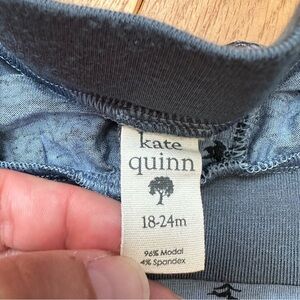 kate
quinn
18-24m
96% Modal
4% Spandex